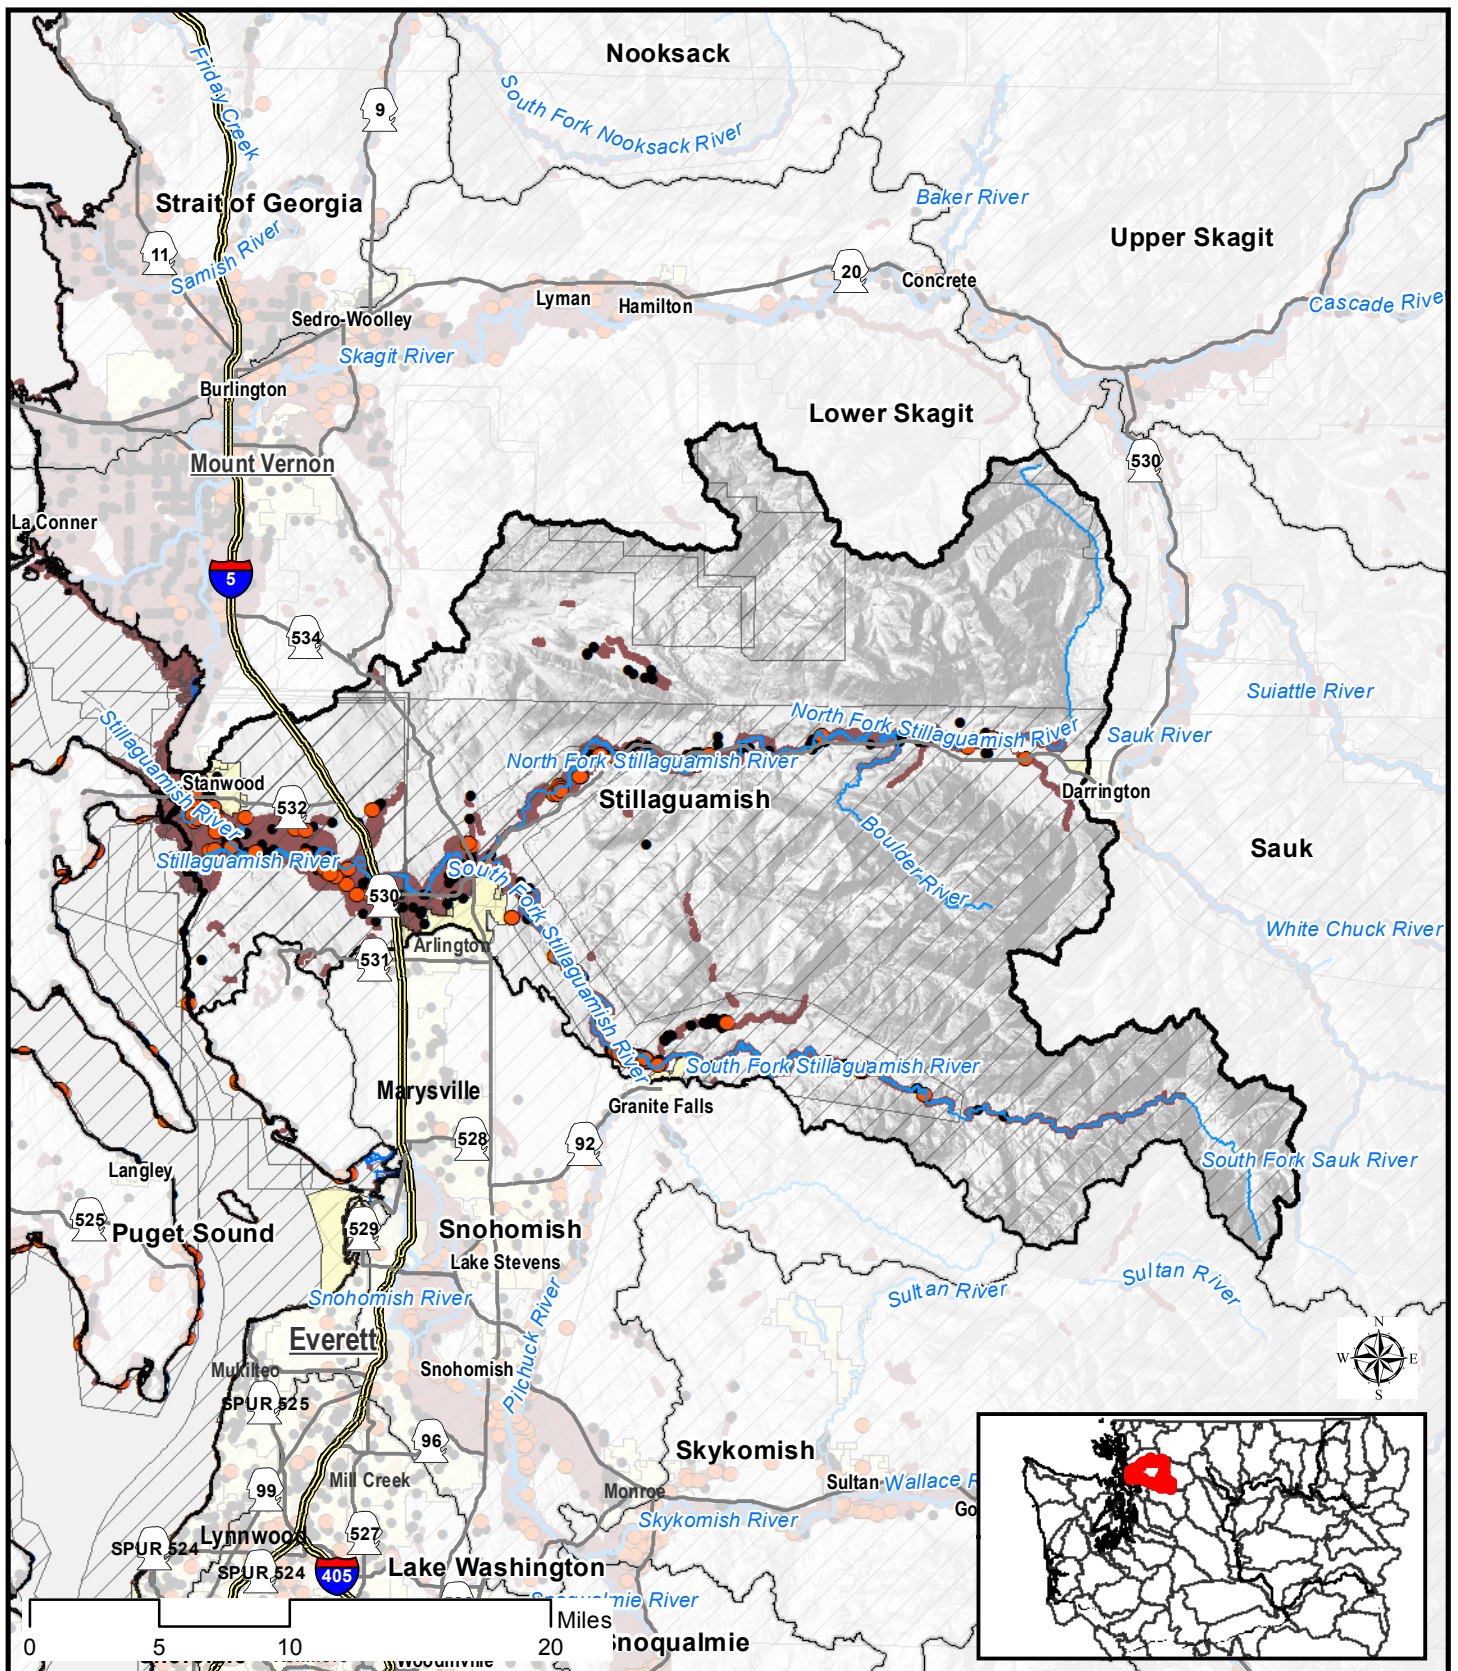 Nooksack
Friday Creek
South Fork Nooksack River
9
Baker River
Strait of Georgia
Upper Skagit
11
Samish River
20
Concrete
Lyman
Hamilton
Cascade Rive
Sedro-Woolley
Skagit River
Burlington
Lower Skagit
Mount Vernon
530
La Conner
5
534
Suiattle River
North Fork Stillaguamish River
Sauk River
Stillaguamish River
North Fork Stillaguamish River
Stanwood
532
Stillaguamish
Darrington
Boulder River
Sauk
Stillaguamish River
South Fork Stillaguamish River
530
White Chuck River
Arlington
531
South Fork Stillaguamish River
Marysville
Granite Falls
528
92
Langley
South Fork Sauk River
525
Puget Sound
529
Snohomish
Lake Stevens
Sultan River
Sultan River
Snohomish River
Pilchuck River
Everett
N
W E
S
Mukilteo
Snohomish
SPUR 525
96
Skykomish
Mill Creek
Sultan
Wallace R
99
Monroe
Go
Skykomish River
527
Lynnwood
SPUR 524
SPUR 524
405
Lake Washington
Snoqualmie River
Miles
0 5 10 20
Snoqualmie
Woodinville